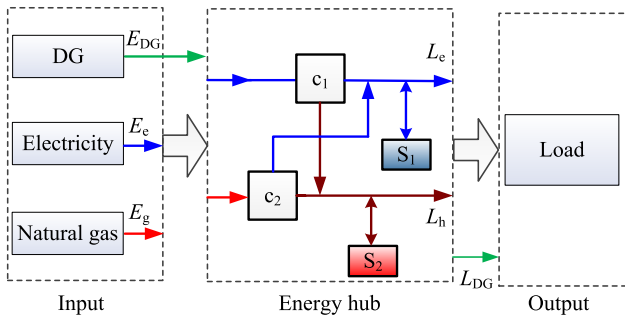 DG
E_DG
Electricity
E_e
Natural gas
E_g
Input
c_1
L_e
S_1
c_2
L_h
S_2
Energy hub
L_DG
Load
Output